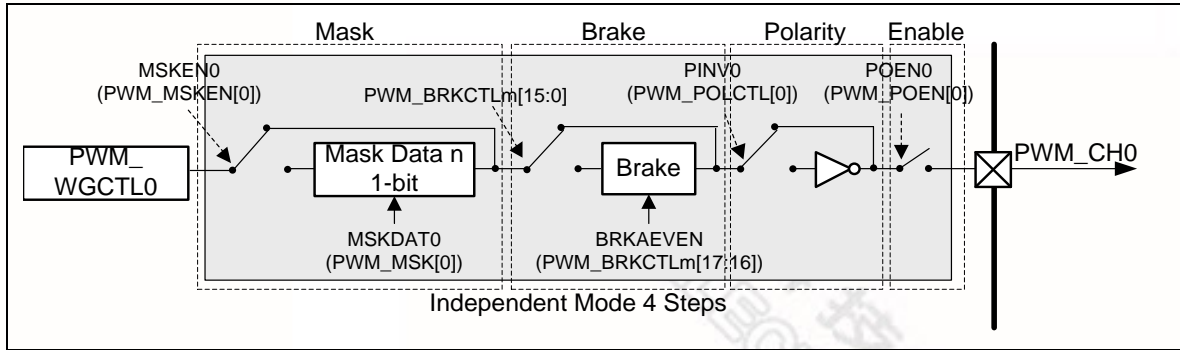 Mask
Brake
Polarity
Enable
MSKEN0
(PWM_MSKEN[0])
PWM_BRKCTLm[15:0]
PINV0
(PWM_POLCTL[0])
POEN0
(PWM_POEN[0])
PWM_
WGCTL0
Mask Data n
1-bit
Brake
PWM_CH0
MSKDAT0
(PWM_MSK[0])
BRKAEVEN
(PWM_BRKCTLm[17:16])
Independent Mode 4 Steps